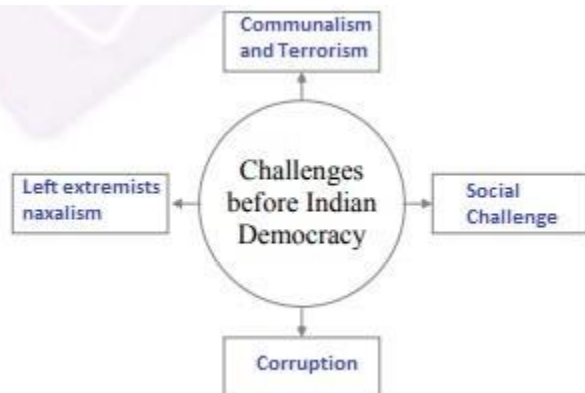 Communalism
and Terrorism
Challenges
before Indian
Democracy
Left extremists
naxalism
Social
Challenge
Corruption